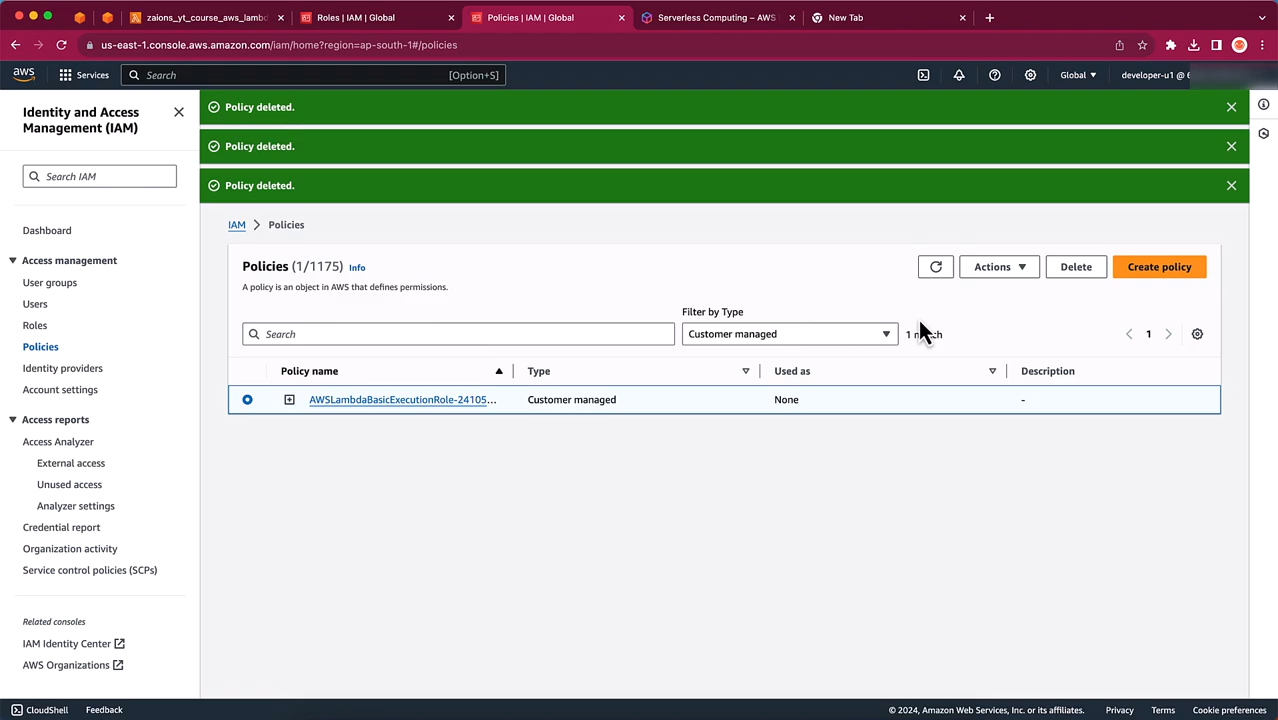 zaions_yt_course_aws_lambd
Roles | IAM | Global
Policies | IAM | Global
Serverless Computing – AWS
New Tab
us-east-1.console.aws.amazon.com/iam/home?region=ap-south-1#/policies
aws
Services
Search
[Option+S]
Global
developer-u1 @ 6
Identity and Access
Management (IAM)
Search IAM
Dashboard
Access management
User groups
Users
Roles
Policies
Identity providers
Account settings
Access reports
Access Analyzer
External access
Unused access
Analyzer settings
Credential report
Organization activity
Service control policies (SCPs)
Related consoles
IAM Identity Center
AWS Organizations
Policy deleted.
Policy deleted.
Policy deleted.
IAM > Policies
Policies (1/1175) Info
Actions
Delete
Create policy
A policy is an object in AWS that defines permissions.
Filter by Type
Search
Customer managed
1
1
Policy name
Type
Used as
Description
AWSLambdaBasicExecutionRole-24105...
Customer managed
None
-
CloudShell
Feedback
© 2024, Amazon Web Services, Inc. or its affiliates.
Privacy
Terms
Cookie preferences